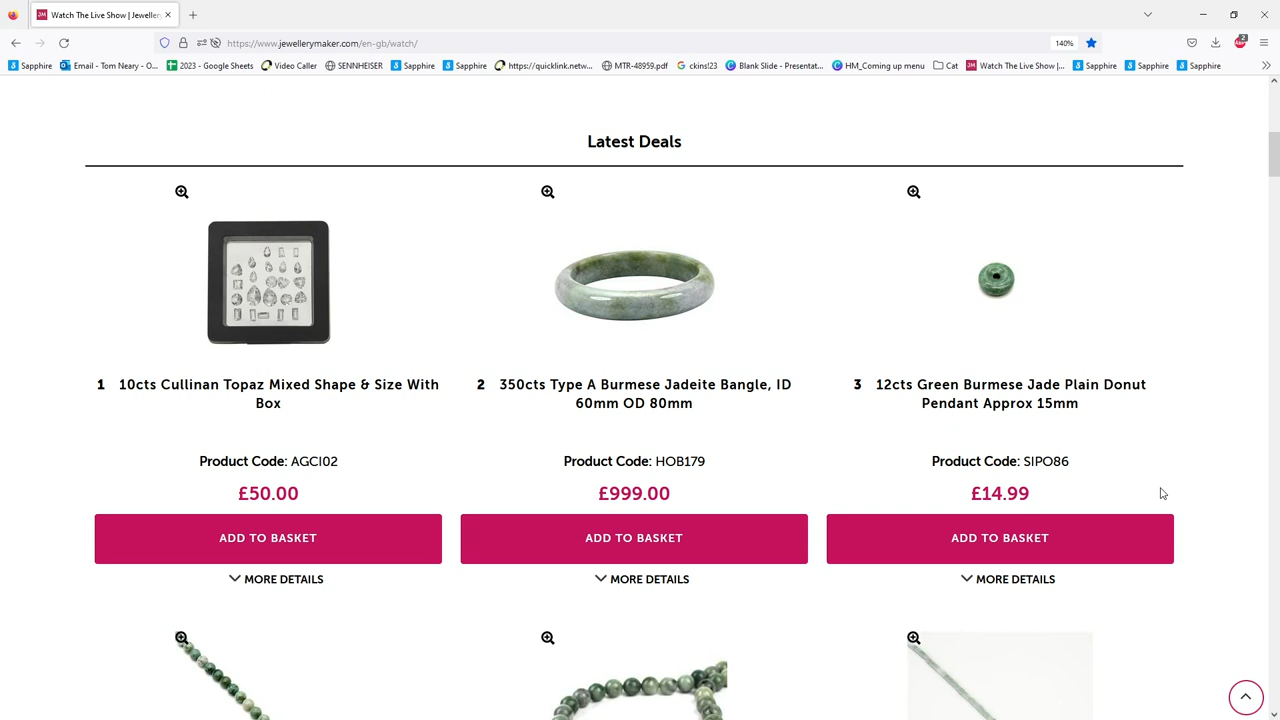 JM Watch The Live Show | Jeweller
https://www.jewellerymaker.com/en-gb/watch/
140%
2
Sapphire
Email - Tom Neary - O...
2023 - Google Sheets
Video Caller
SENNHEISER
Sapphire
Sapphire
https://quicklink.netw...
MTR-48959.pdf
ckins!23
Blank Slide - Presentat...
HM_Coming up menu
Cat
JM Watch The Live Show |...
Sapphire
Sapphire
Sapphire
Latest Deals
1 10cts Cullinan Topaz Mixed Shape & Size With
Box
Product Code: AGCI02
£50.00
ADD TO BASKET
MORE DETAILS
2 350cts Type A Burmese Jadeite Bangle, ID
60mm OD 80mm
Product Code: HOB179
£999.00
ADD TO BASKET
MORE DETAILS
3 12cts Green Burmese Jade Plain Donut
Pendant Approx 15mm
Product Code: SIPO86
£14.99
ADD TO BASKET
MORE DETAILS